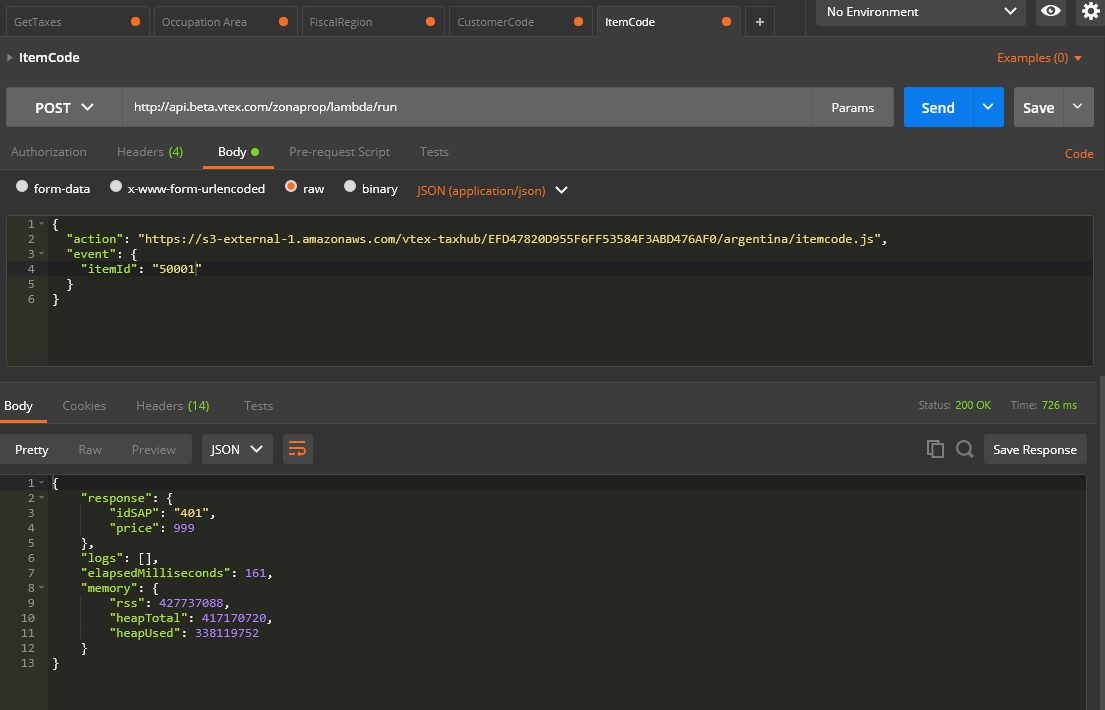 GetTaxes Occupation Area FiscalRegion CustomerCode ItemCode + No Environment
ItemCode Examples (0)
POST http://api.beta.vtex.com/zonaprop/lambda/run Params Send Save
Authorization Headers (4) Body Pre-request Script Tests Code
form-data x-www-form-urlencoded raw binary JSON (application/json)
1 {
2 "action": "https://s3-external-1.amazonaws.com/vtex-taxhub/EFD47820D955F6FF53584F3ABD476AF0/argentina/itemcode.js",
3 "event": {
4 "itemId": "50001"
5 }
6 }
Body Cookies Headers (14) Tests Status: 200 OK Time: 726 ms
Pretty Raw Preview JSON Save Response
1 {
2 "response": {
3 "idSAP": "401",
4 "price": 999
5 },
6 "logs": [],
7 "elapsedMilliseconds": 161,
8 "memory": {
9 "rss": 427737088,
10 "heapTotal": 417170720,
11 "heapUsed": 338119752
12 }
13 }